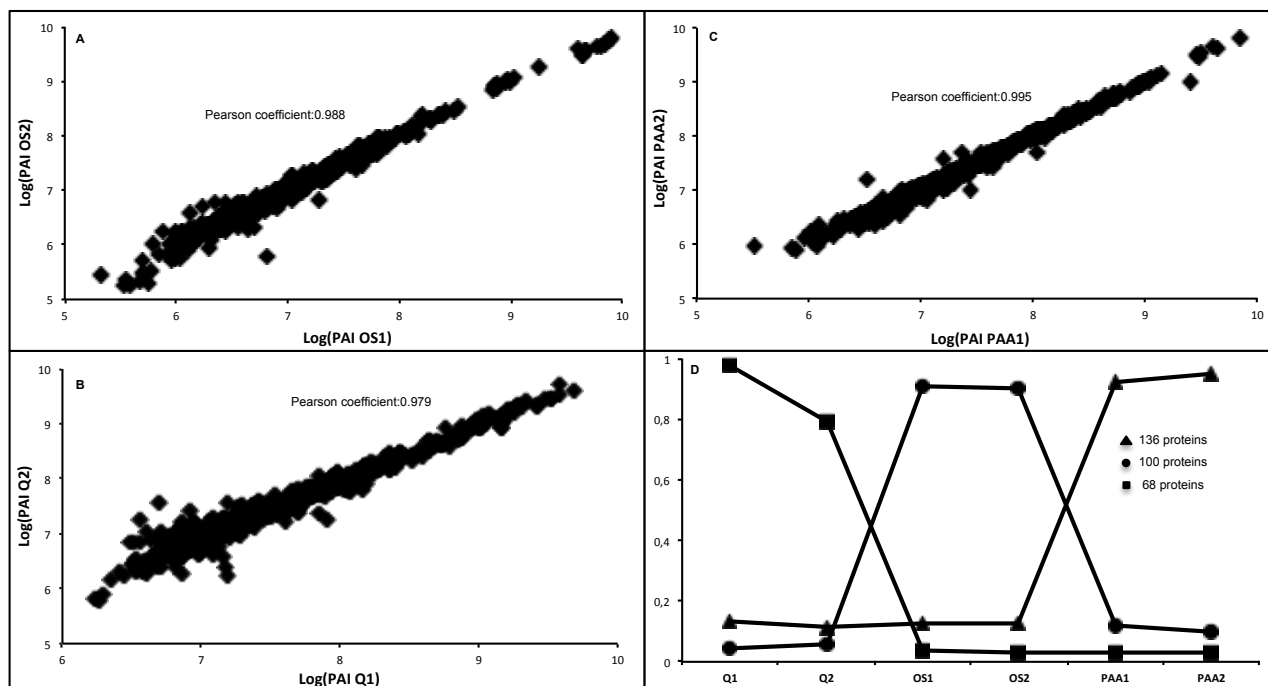 A
Pearson coefficient:0.988
Log(PAI OS2)
10
9
8
7
6
5
5 6 7 8 9 10
Log(PAI OS1)
C
Pearson coefficient:0.995
Log(PAI PAA2)
10
9
8
7
6
5
5 6 7 8 9 10
Log(PAI PAA1)
B
Pearson coefficient:0.979
Log(PAI Q2)
10
9
8
7
6
5
6 7 8 9 10
Log(PAI Q1)
D
1
0,8
0,6
0,4
0,2
0
136 proteins
100 proteins
68 proteins
Q1 Q2 OS1 OS2 PAA1 PAA2